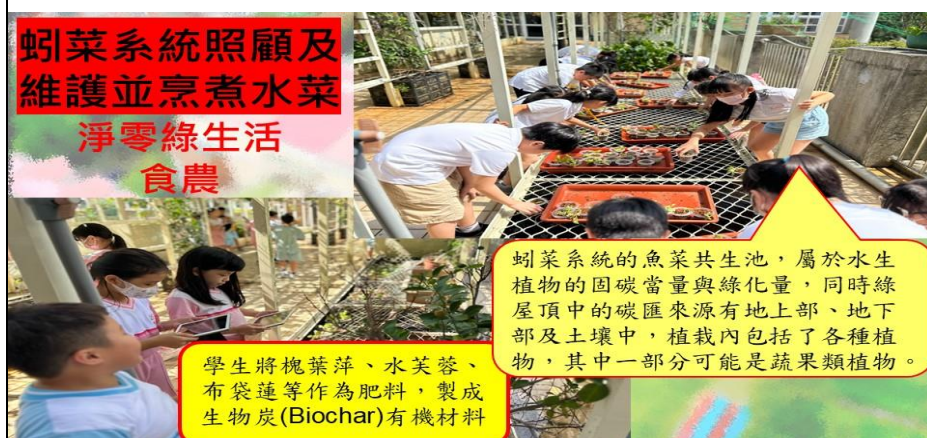 蚓菜系統照顧及
維護並烹煮水菜
淨零綠生活
食農
蚓菜系統的魚菜共生池，屬於水生
植物的固碳當量與綠化量，同時綠
屋頂中的碳匯來源有地上部、地下
部及土壤中，植栽內包括了各種植
物，其中一部分可能是蔬果類植物。
學生將槐葉萍、水芙蓉、
布袋蓮等作為肥料，製成
生物炭(Biochar)有機材料